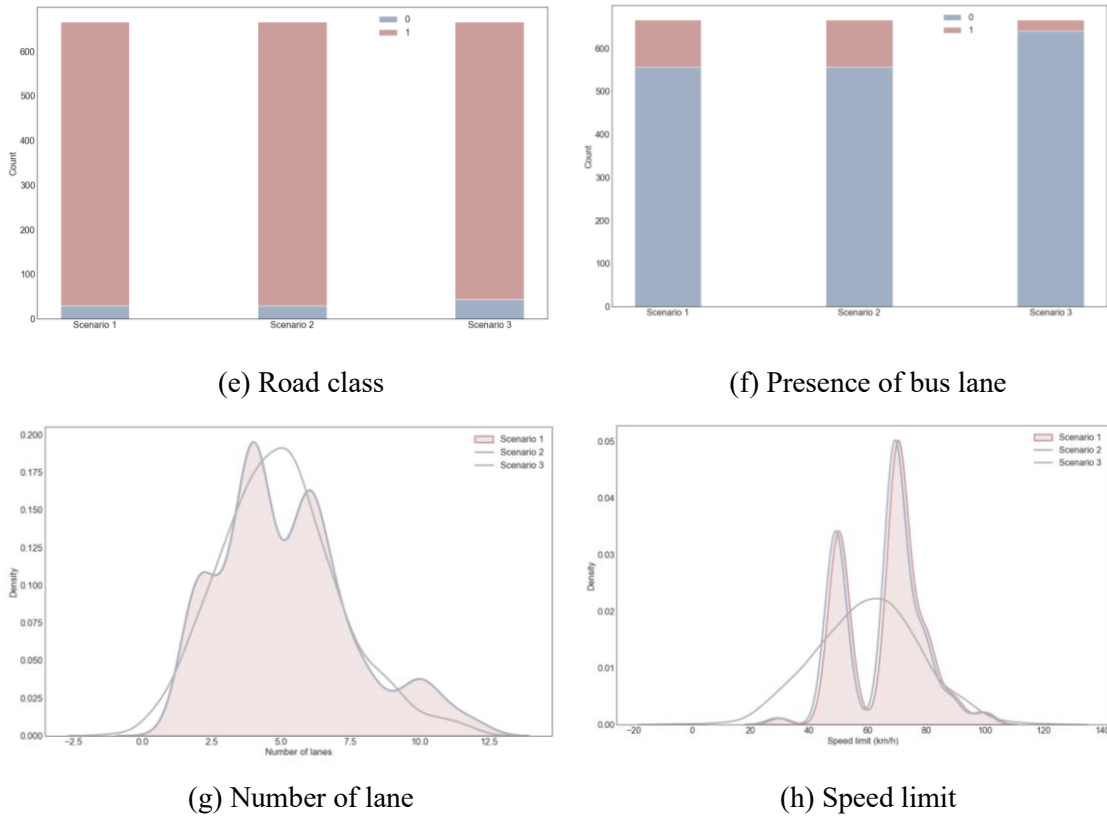 0
1
600
500
400
300
200
100
0
Count
Scenario 1 Scenario 2 Scenario 3
(e) Road class
0
1
600
500
400
300
200
100
0
Count
Scenario 1 Scenario 2 Scenario 3
(f) Presence of bus lane
Scenario 1
Scenario 2
Scenario 3
0.200
0.175
0.150
0.125
0.100
0.075
0.050
0.025
0.000
Density
−2.5 0.0 2.5 5.0 7.5 10.0 12.5
Number of lanes
(g) Number of lane
Scenario 1
Scenario 2
Scenario 3
0.05
0.04
0.03
0.02
0.01
0.00
Density
−20 0 20 40 60 80 100 120 140
Speed limit (km/h)
(h) Speed limit